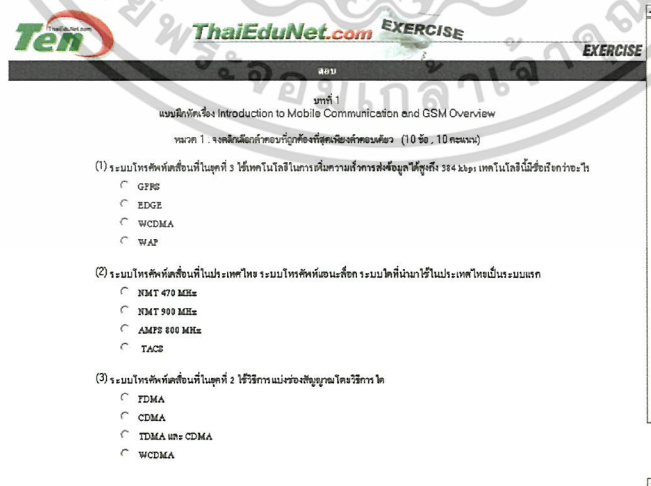 Ten
ThaiEduNet.com
ThaiEduNet.com EXERCISE
EXERCISE
สอบ
บทที่ 1
แบบฝึกหัดเรื่อง Introduction to Mobile Communication and GSM Overview
หมวด 1 . จงคลิกเลือกคำตอบที่ถูกต้องที่สุดเพียงคำตอบเดียว (10 ข้อ , 10 คะแนน)
(1) ระบบโทรศัพท์เคลื่อนที่ในยุคที่ 3 ใช้เทคโนโลยีในการเพิ่มความเร็วการส่งข้อมูลได้สูงถึง 384 kbps เทคโนโลยีนี้มีชื่อเรียกว่าอะไร
GPRS
EDGE
WCDMA
WAP
(2) ระบบโทรศัพท์เคลื่อนที่ในประเทศไทย ระบบโทรศัพท์แอนะล็อก ระบบใดที่นำมาใช้ในประเทศไทยเป็นระบบแรก
NMT 470 MHz
NMT 900 MHz
AMPS 800 MHz
TACS
(3) ระบบโทรศัพท์เคลื่อนที่ในยุคที่ 2 ใช้วิธีการแบ่งช่องสัญญาณโดยวิธีการใด
FDMA
CDMA
TDMA และ CDMA
WCDMA